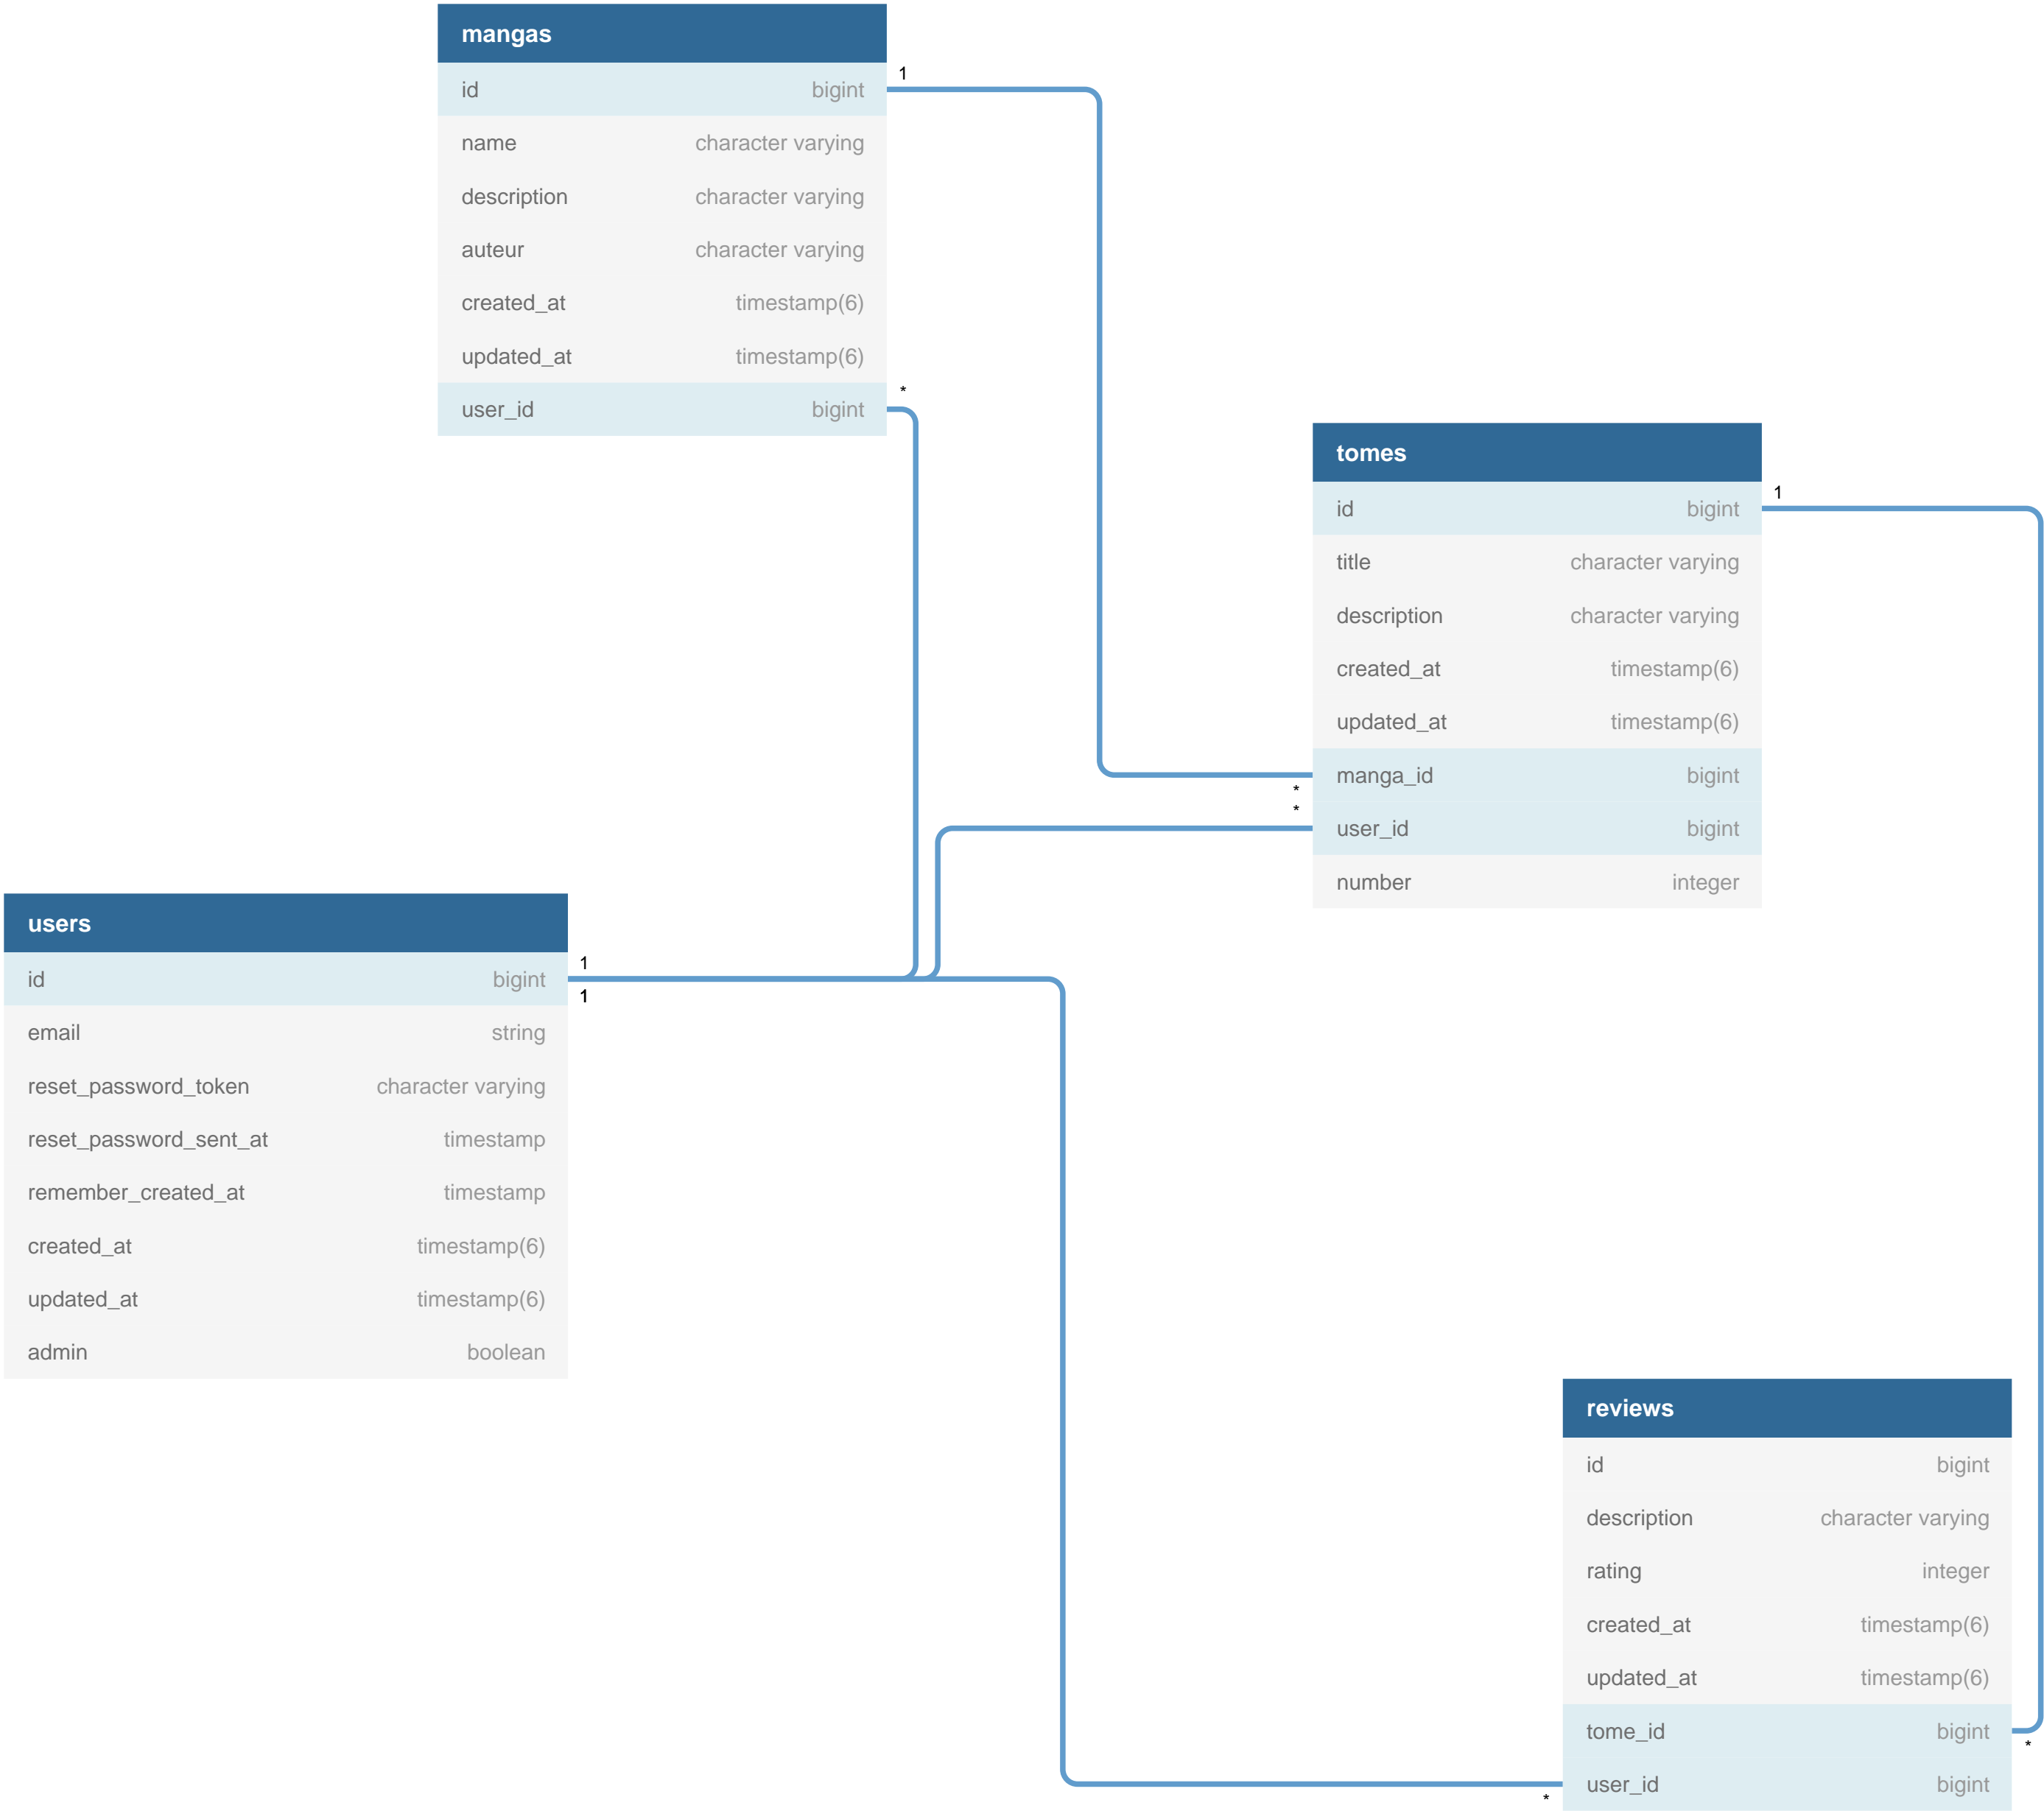 mangas
id bigint
1
name character varying
description character varying
auteur character varying
created_at timestamp(6)
updated_at timestamp(6)
*
user_id bigint
tomes
id bigint
1
title character varying
description character varying
created_at timestamp(6)
updated_at timestamp(6)
manga_id bigint
*
*
user_id bigint
number integer
users
1
id bigint
1
email string
reset_password_token character varying
reset_password_sent_at timestamp
remember_created_at timestamp
created_at timestamp(6)
updated_at timestamp(6)
admin boolean
reviews
id bigint
description character varying
rating integer
created_at timestamp(6)
updated_at timestamp(6)
tome_id bigint
*
user_id bigint
*